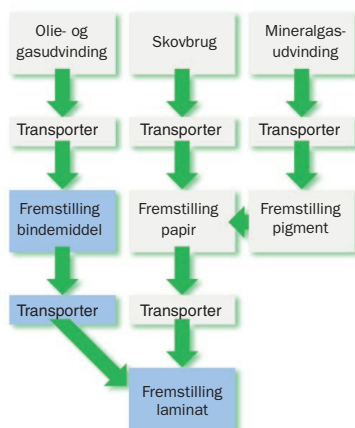 Olie- og
gasudvinding
Skovbrug
Mineralgas-
udvinding
Transporter
Transporter
Transporter
Fremstilling
bindemiddel
Fremstilling
papir
Fremstilling
pigment
Transporter
Transporter
Fremstilling
laminat